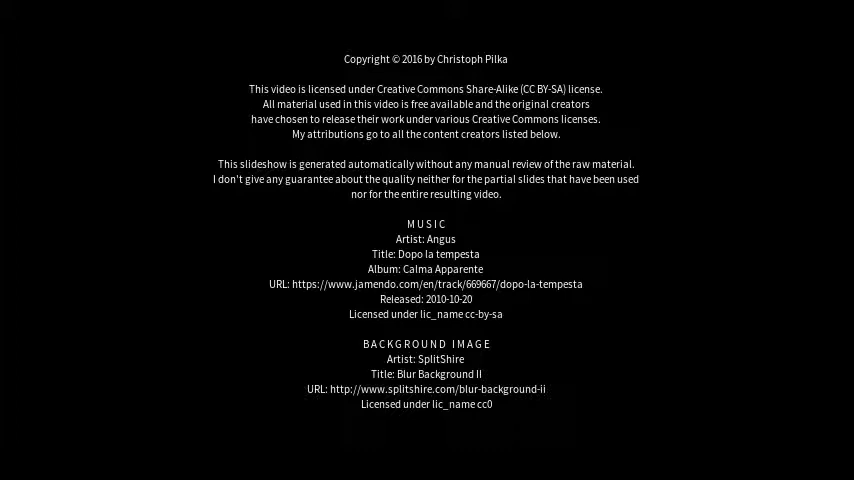 Copyright © 2016 by Christoph Pilka
This video is licensed under Creative Commons Share-Alike (CC BY-SA) license.
All material used in this video is free available and the original creators
have chosen to release their work under various Creative Commons licenses.
My attributions go to all the content creators listed below.
This slideshow is generated automatically without any manual review of the raw material.
I don't give any guarantee about the quality neither for the partial slides that have been used
nor for the entire resulting video.
MUSIC
Artist: Angus
Title: Dopo la tempesta
Album: Calma Apparente
URL: https://www.jamendo.com/en/track/669667/dopo-la-tempesta
Released: 2010-10-20
Licensed under lic_name cc-by-sa
BACKGROUND IMAGE
Artist: SplitShire
Title: Blur Background II
URL: http://www.splitshire.com/blur-background-ii
Licensed under lic_name cc0